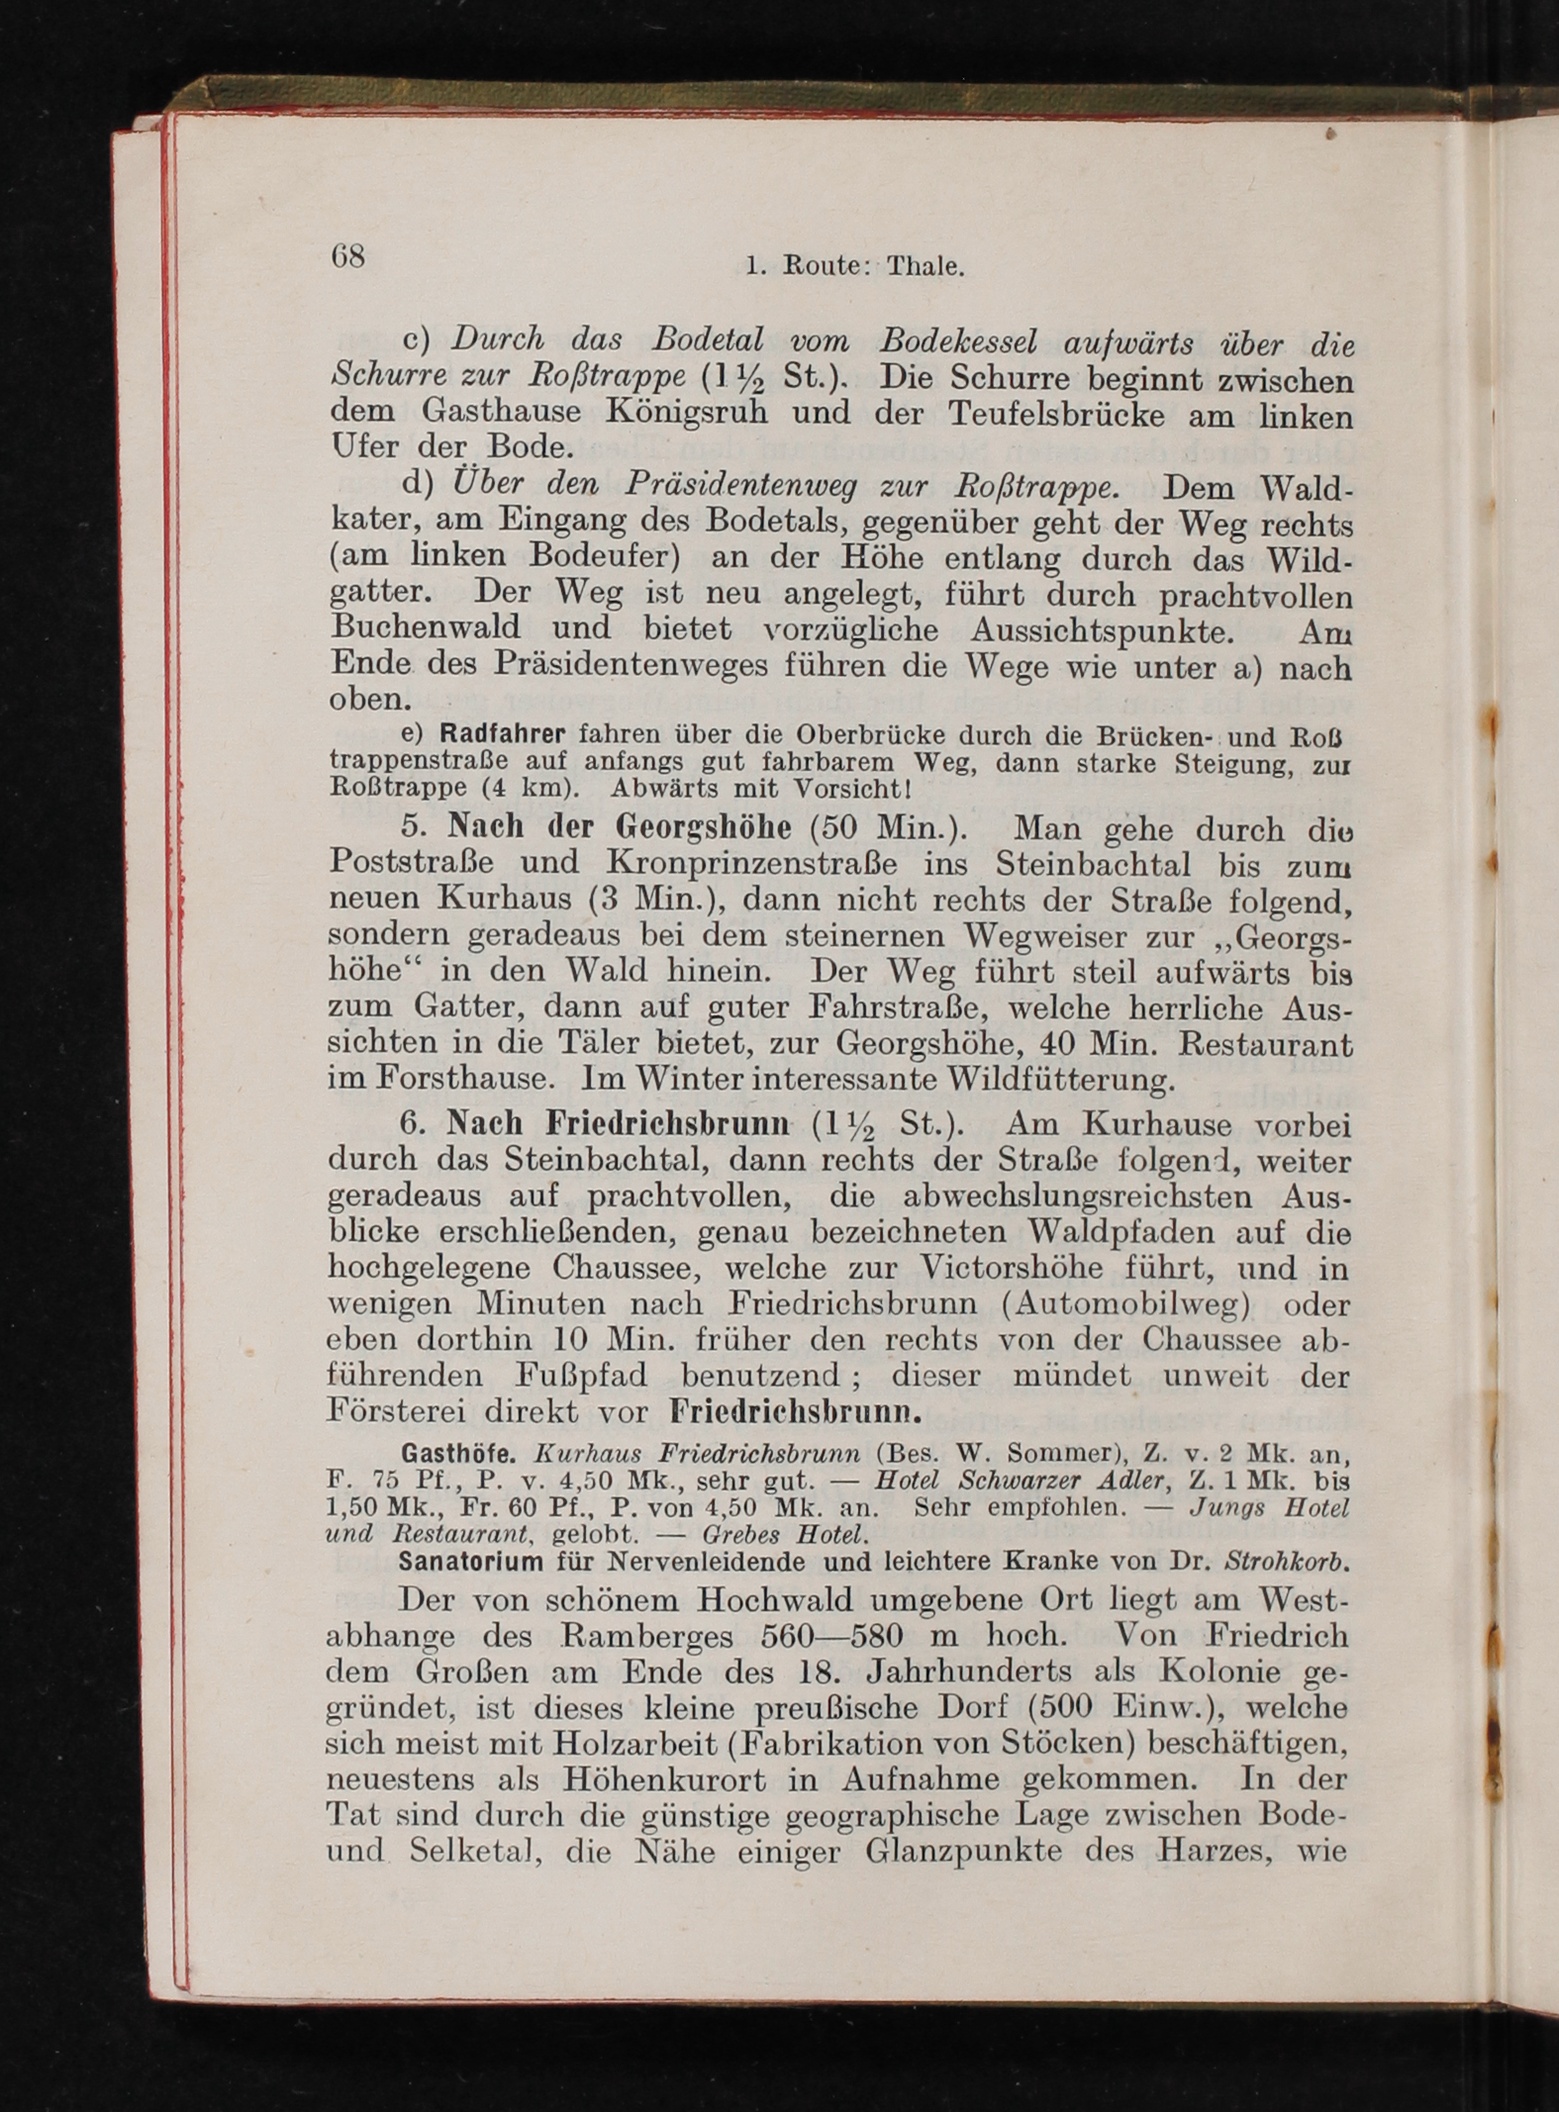 68
1. Route: Thale.
c) Durch das Bodetal vom Bodekessel aufwärts über die
Schurre zur Roßtrappe (1½ St.). Die Schurre beginnt zwischen
dem Gasthause Königsruh und der Teufelsbrücke am linken
Ufer der Bode.
d) Über den Präsidentenweg zur Roßtrappe. Dem Wald-
kater, am Eingang des Bodetals, gegenüber geht der Weg rechts
(am linken Bodeufer) an der Höhe entlang durch das Wild-
gatter. Der Weg ist neu angelegt, führt durch prachtvollen
Buchenwald und bietet vorzügliche Aussichtspunkte. Am
Ende des Präsidentenweges führen die Wege wie unter a) nach
oben.
e) Radfahrer fahren über die Oberbrücke durch die Brücken- und Roß
trappenstraße auf anfangs gut fahrbarem Weg, dann starke Steigung, zur
Roßtrappe (4 km). Abwärts mit Vorsicht!
5. Nach der Georgshöhe (50 Min.). Man gehe durch die
Poststraße und Kronprinzenstraße ins Steinbachtal bis zum
neuen Kurhaus (3 Min.), dann nicht rechts der Straße folgend,
sondern geradeaus bei dem steinernen Wegweiser zur „Georgs-
höhe“ in den Wald hinein. Der Weg führt steil aufwärts bis
zum Gatter, dann auf guter Fahrstraße, welche herrliche Aus-
sichten in die Täler bietet, zur Georgshöhe, 40 Min. Restaurant
im Forsthause. Im Winter interessante Wildfütterung.
6. Nach Friedrichsbrunn (1½ St.). Am Kurhause vorbei
durch das Steinbachtal, dann rechts der Straße folgend, weiter
geradeaus auf prachtvollen, die abwechslungsreichsten Aus-
blicke erschließenden, genau bezeichneten Waldpfaden auf die
hochgelegene Chaussee, welche zur Victorshöhe führt, und in
wenigen Minuten nach Friedrichsbrunn (Automobilweg) oder
eben dorthin 10 Min. früher den rechts von der Chaussee ab-
führenden Fußpfad benutzend; dieser mündet unweit der
Försterei direkt vor Friedrichsbrunn.
Gasthöfe. Kurhaus Friedrichsbrunn (Bes. W. Sommer), Z. v. 2 Mk. an,
F. 75 Pf., P. v. 4,50 Mk., sehr gut. — Hotel Schwarzer Adler, Z. 1 Mk. bis
1,50 Mk., Fr. 60 Pf., P. von 4,50 Mk. an. Sehr empfohlen. — Jungs Hotel
und Restaurant, gelobt. — Grebes Hotel.
Sanatorium für Nervenleidende und leichtere Kranke von Dr. Strohkorb.
Der von schönem Hochwald umgebene Ort liegt am West-
abhange des Ramberges 560—580 m hoch. Von Friedrich
dem Großen am Ende des 18. Jahrhunderts als Kolonie ge-
gründet, ist dieses kleine preußische Dorf (500 Einw.), welche
sich meist mit Holzarbeit (Fabrikation von Stöcken) beschäftigen,
neuestens als Höhenkurort in Aufnahme gekommen. In der
Tat sind durch die günstige geographische Lage zwischen Bode-
und Selketal, die Nähe einiger Glanzpunkte des Harzes, wie